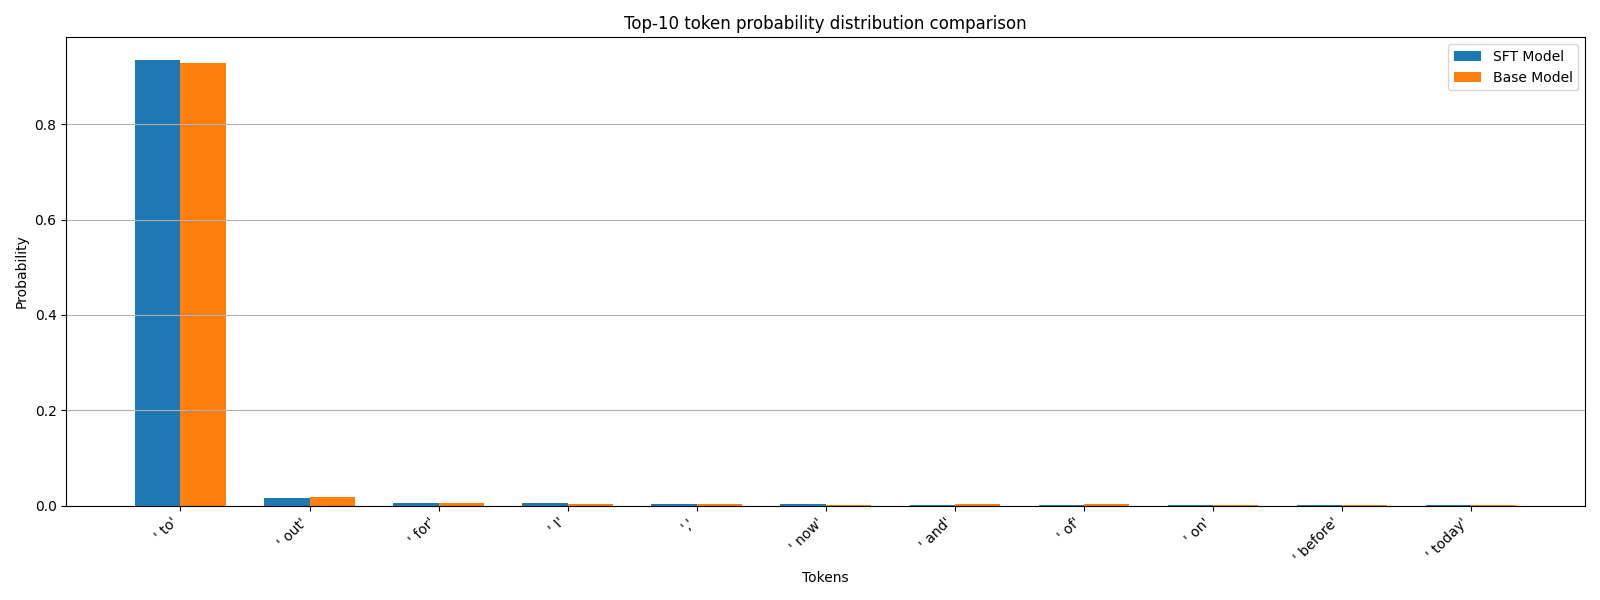 Top-10 token probability distribution comparison
SFT Model
Base Model
Probability
0.8
0.6
0.4
0.2
0.0
' to'
' out'
' for'
' I'
','
' now'
' and'
' of'
' on'
' before'
' today'
Tokens